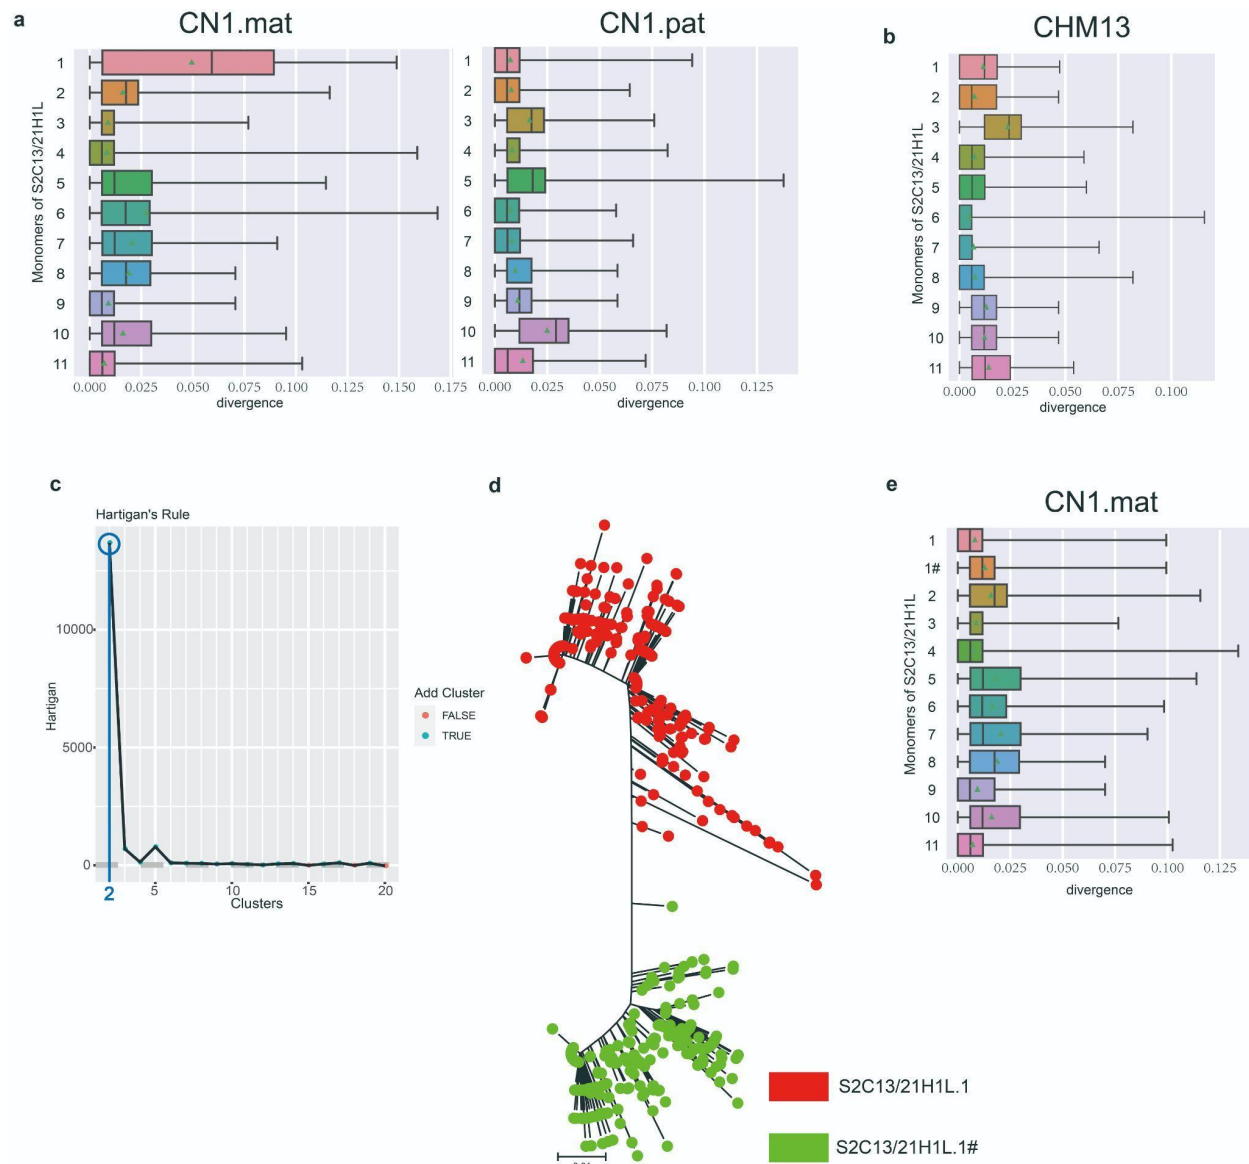 a
CN1.mat
CN1.pat
b
CHM13
Monomers of S2C13/21H1L
1
2
3
4
5
6
7
8
9
10
11
0.000 0.025 0.050 0.075 0.100 0.125 0.150 0.175
divergence
1
2
3
4
5
6
7
8
9
10
11
0.000 0.025 0.050 0.075 0.100 0.125
divergence
Monomers of S2C13/21H1L
1
2
3
4
5
6
7
8
9
10
11
0.000 0.025 0.050 0.075 0.100
divergence
c
Hartigan's Rule
Hartigan
10000
5000
0
2 5 10 15 20
Clusters
Add Cluster
FALSE
TRUE
d
S2C13/21H1L.1
S2C13/21H1L.1#
e
CN1.mat
Monomers of S2C13/21H1L
1
1#
2
3
4
5
6
7
8
9
10
11
0.000 0.025 0.050 0.075 0.100 0.125
divergence